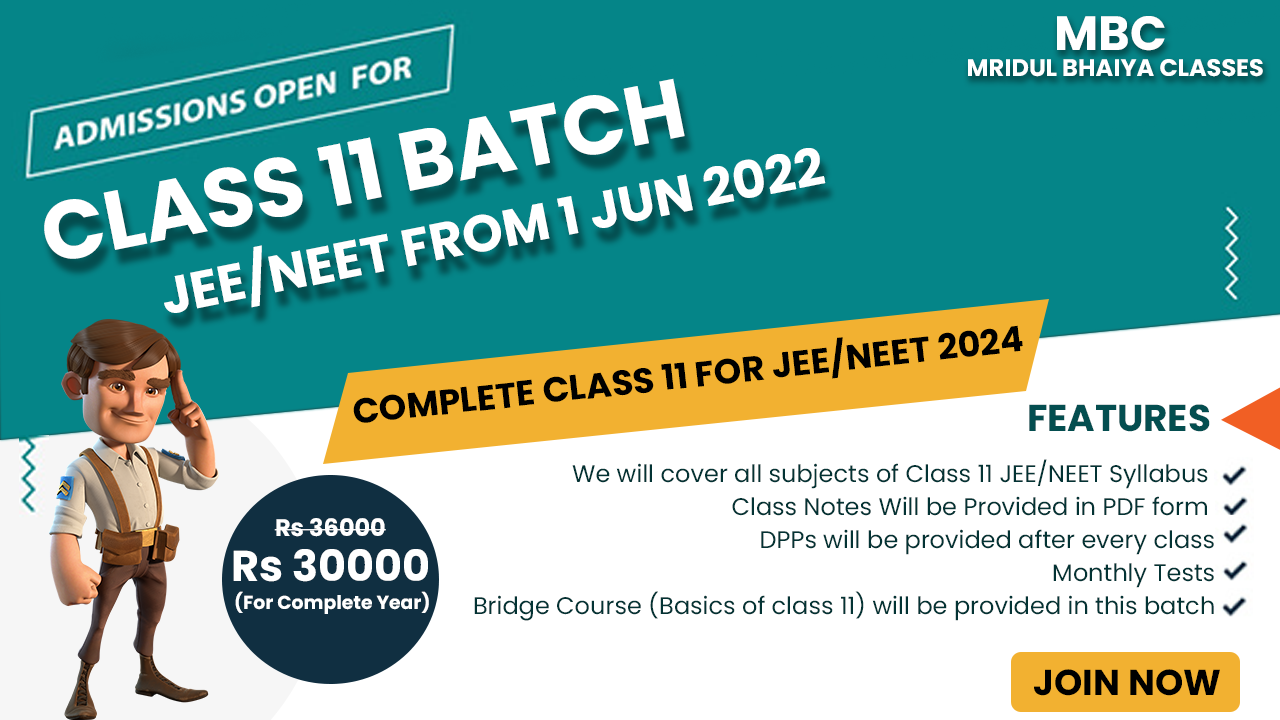 MBC
MRIDUL BHAIYA CLASSES
ADMISSIONS OPEN FOR
CLASS 11 BATCH
JEE/NEET FROM 1 JUN 2022
COMPLETE CLASS 11 FOR JEE/NEET 2024
FEATURES
We will cover all subjects of Class 11 JEE/NEET Syllabus
Class Notes Will be Provided in PDF form
DPPs will be provided after every class
Monthly Tests
Bridge Course (Basics of class 11) will be provided in this batch
Rs 36000
Rs 30000
(For Complete Year)
JOIN NOW